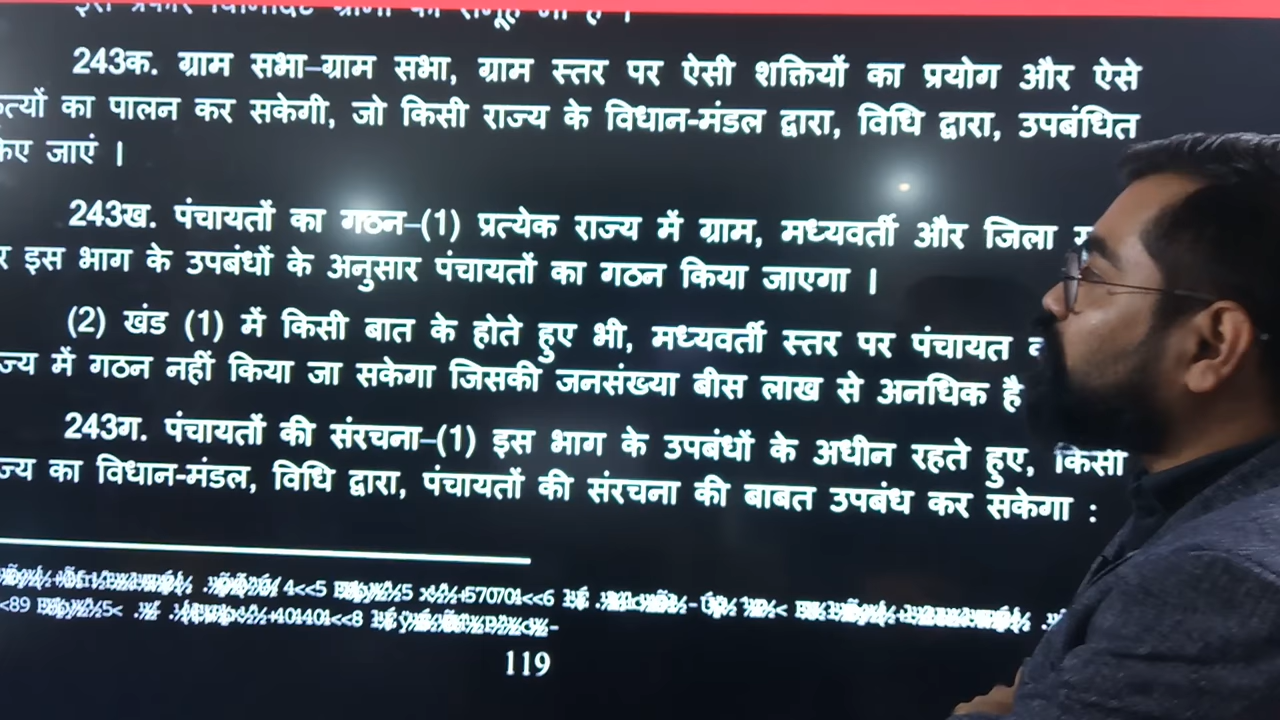 243क. ग्राम सभा–ग्राम सभा, ग्राम स्तर पर ऐसी शक्तियों का प्रयोग और ऐसे
का पालन कर सकेगी, जो किसी राज्य के विधान-मंडल द्वारा, विधि द्वारा, उपबंधित
जाएं ।
243ख. पंचायतों का गठन–(1) प्रत्येक राज्य में ग्राम, मध्यवर्ती और जिला
इस भाग के उपबंधों के अनुसार पंचायतों का गठन किया जाएगा ।
(2) खंड (1) में किसी बात के होते हुए भी, मध्यवर्ती स्तर पर पंचायत
में गठन नहीं किया जा सकेगा जिसकी जनसंख्या बीस लाख से अनधिक है
243ग. पंचायतों की संरचना–(1) इस भाग के उपबंधों के अधीन रहते हुए, किसी
का विधान-मंडल, विधि द्वारा, पंचायतों की संरचना की बाबत उपबंध कर सकेगा :
119